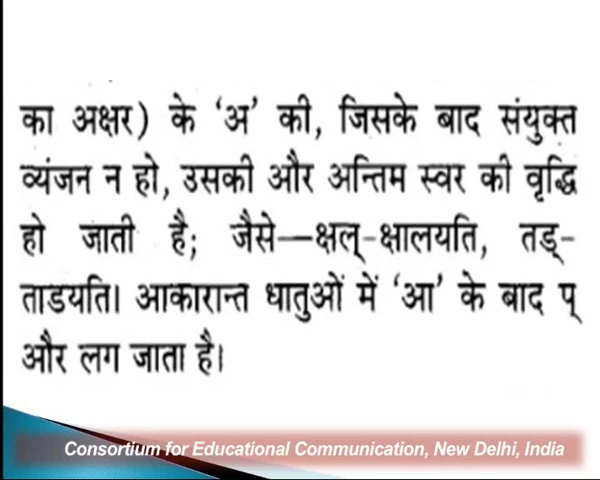 का अक्षर) के ‘अ’ की, जिसके बाद संयुक्त
व्यंजन न हो, उसकी और अन्तिम स्वर की वृद्धि
हो जाती है; जैसे—क्षल्-क्षालयति, तड्-
ताडयति। आकारान्त धातुओं में ‘आ’ के बाद प्
और लग जाता है।
Consortium for Educational Communication, New Delhi, India